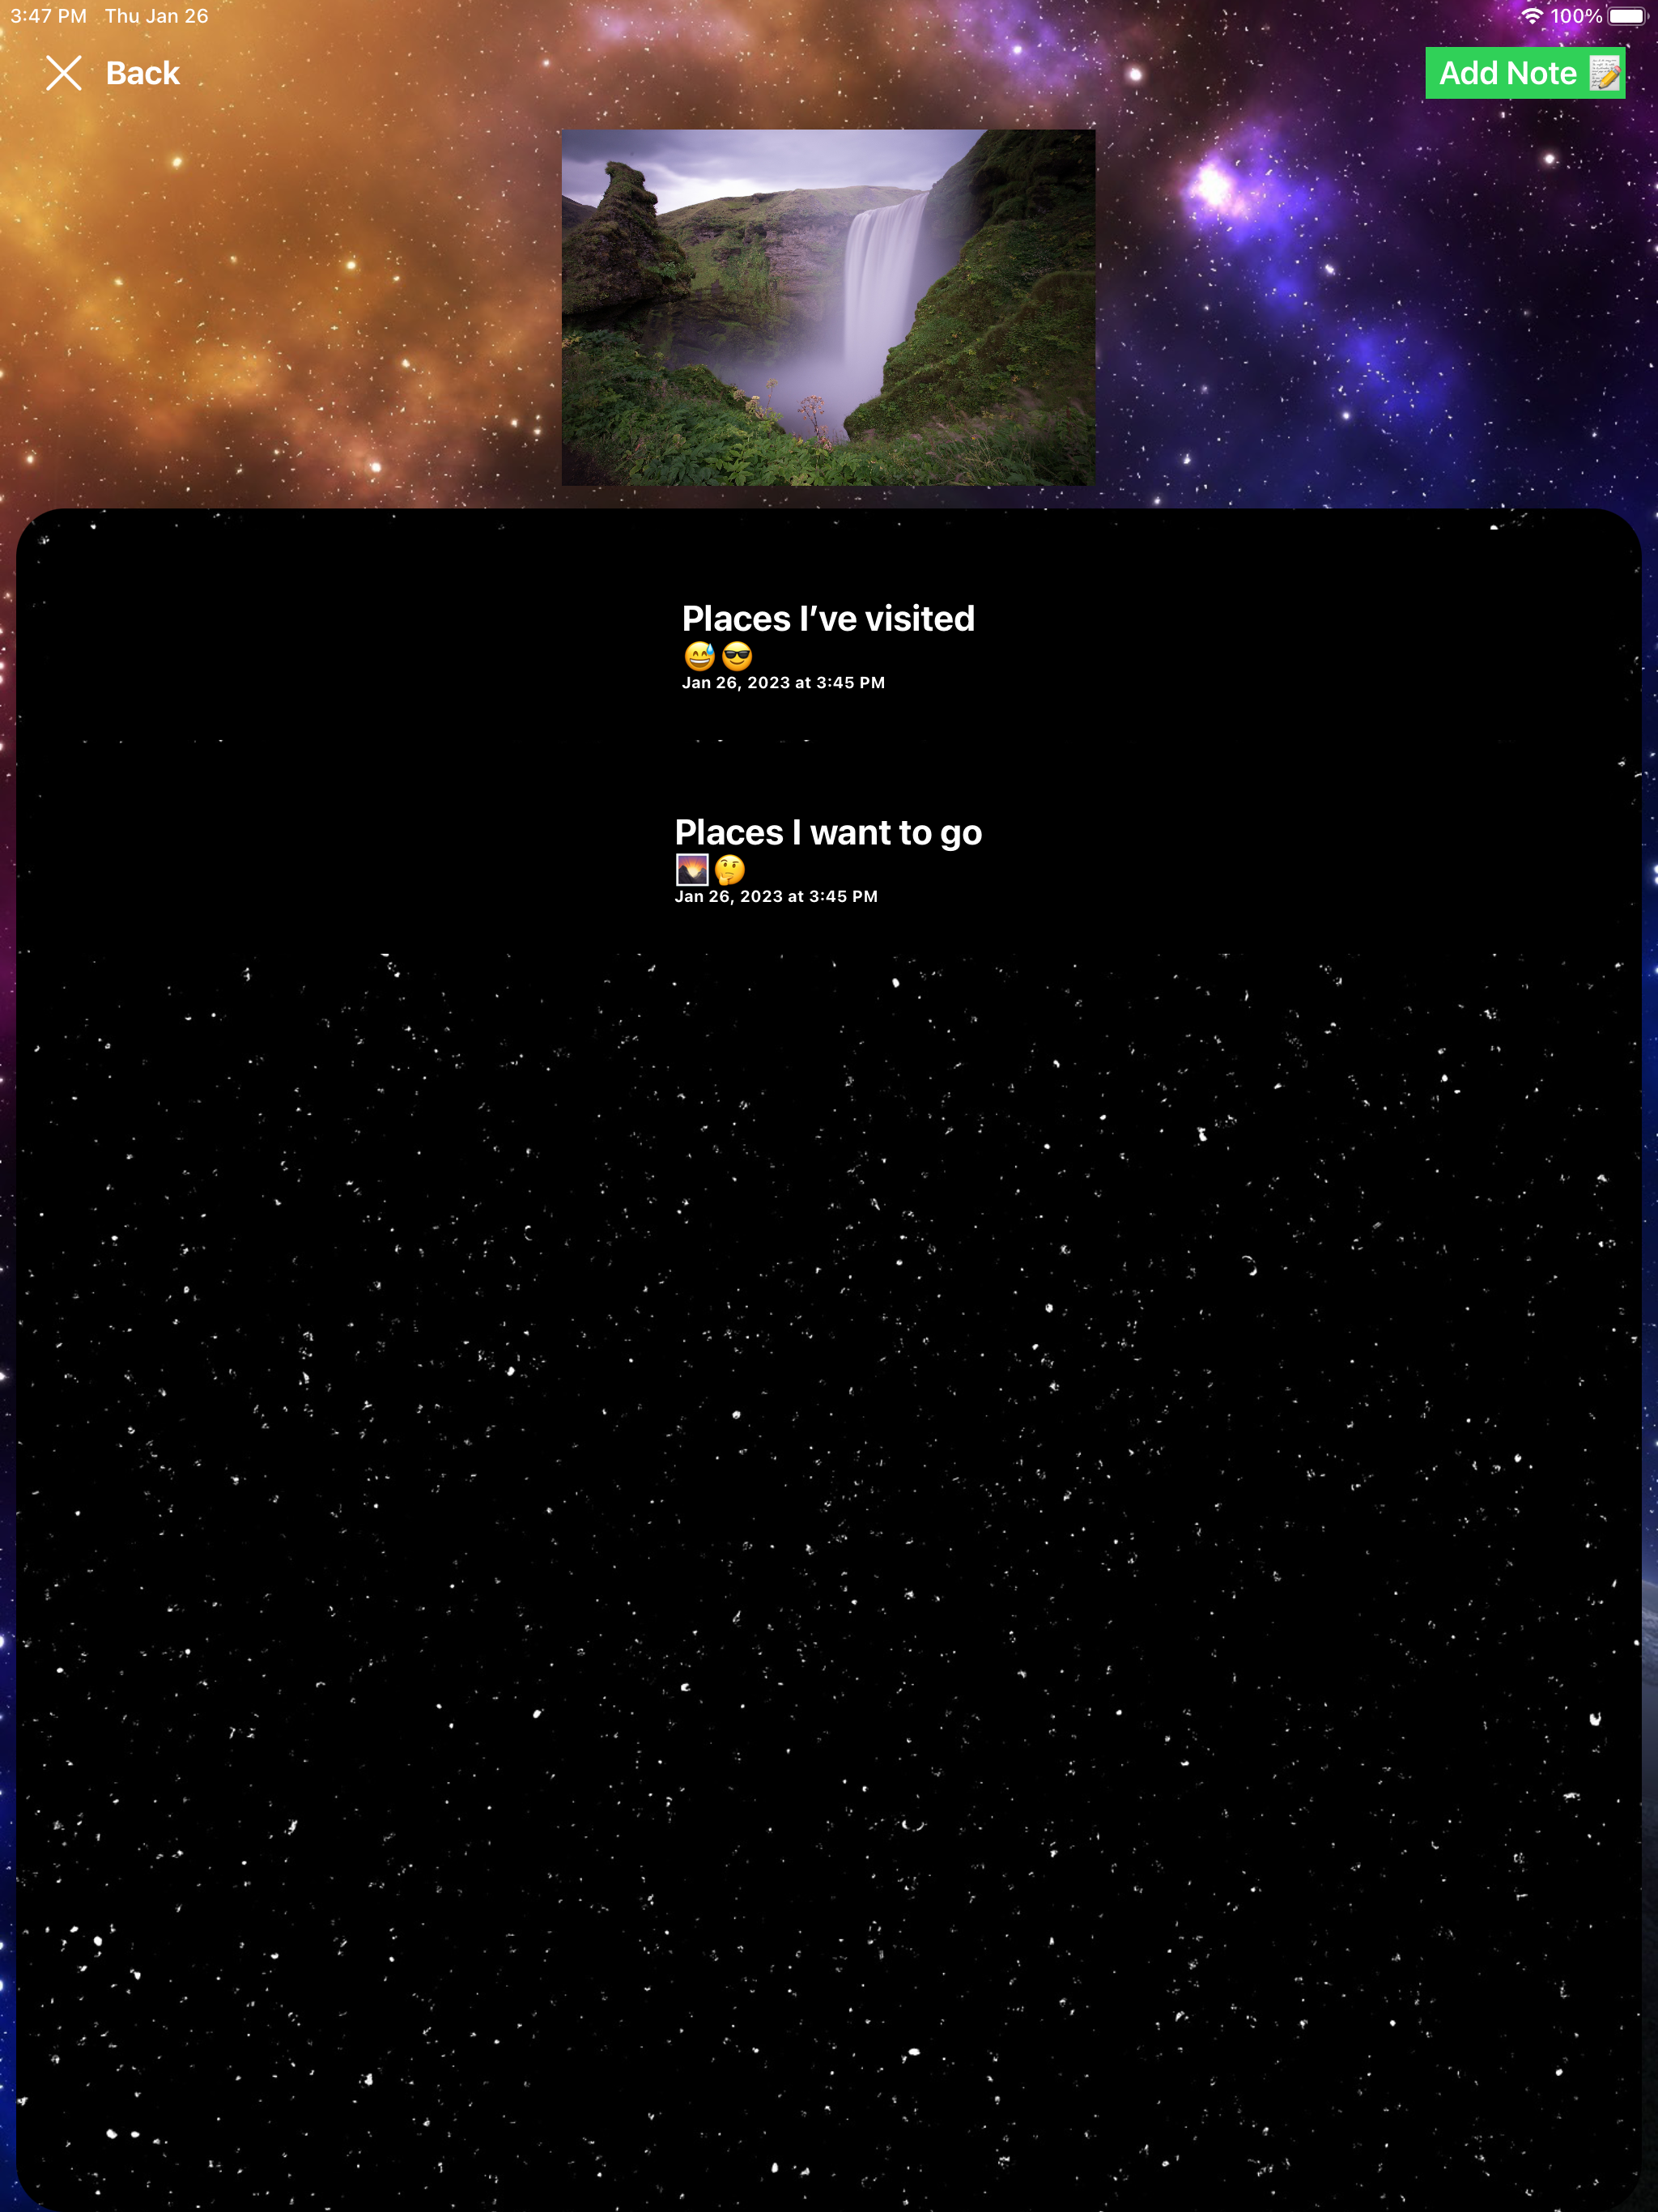 3:47 PM Thu Jan 26 100%
Back Add Note 📝
Places I’ve visited
😅😎
Jan 26, 2023 at 3:45 PM
Places I want to go
🌄🤔
Jan 26, 2023 at 3:45 PM